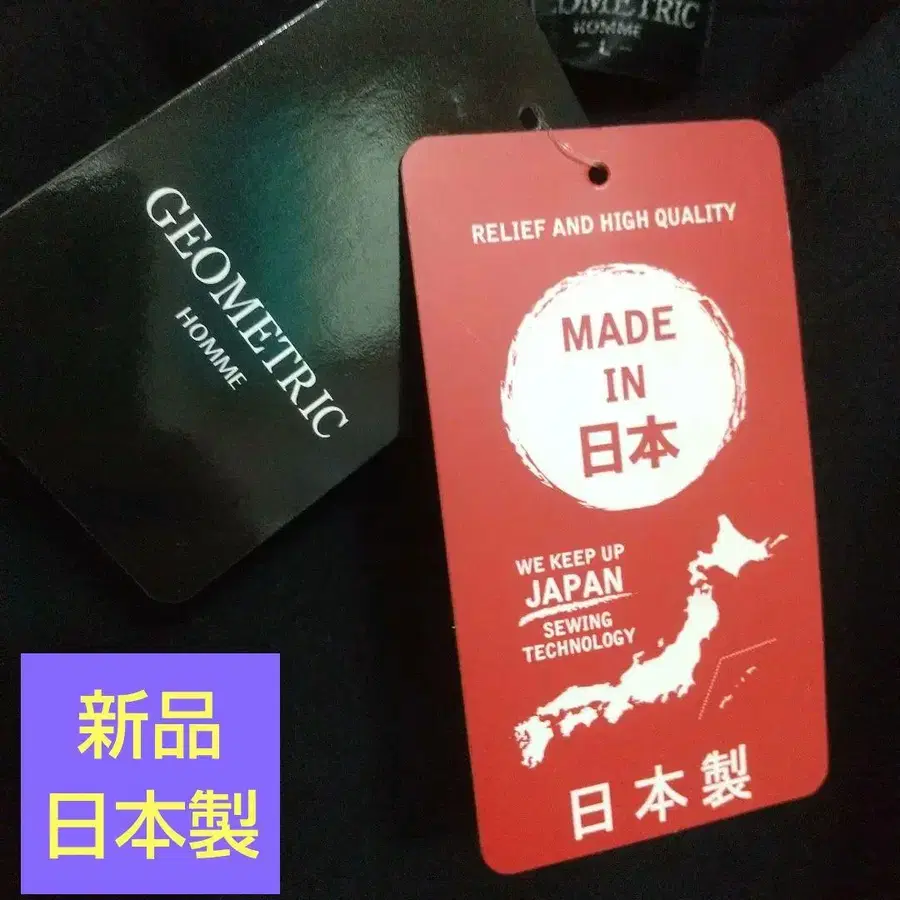 OMETRIC
HOMME
- L -
GEOMETRIC
HOMME
RELIEF AND HIGH QUALITY
MADE
IN
日本
WE KEEP UP
JAPAN
SEWING
TECHNOLOGY
日本製
新品
日本製